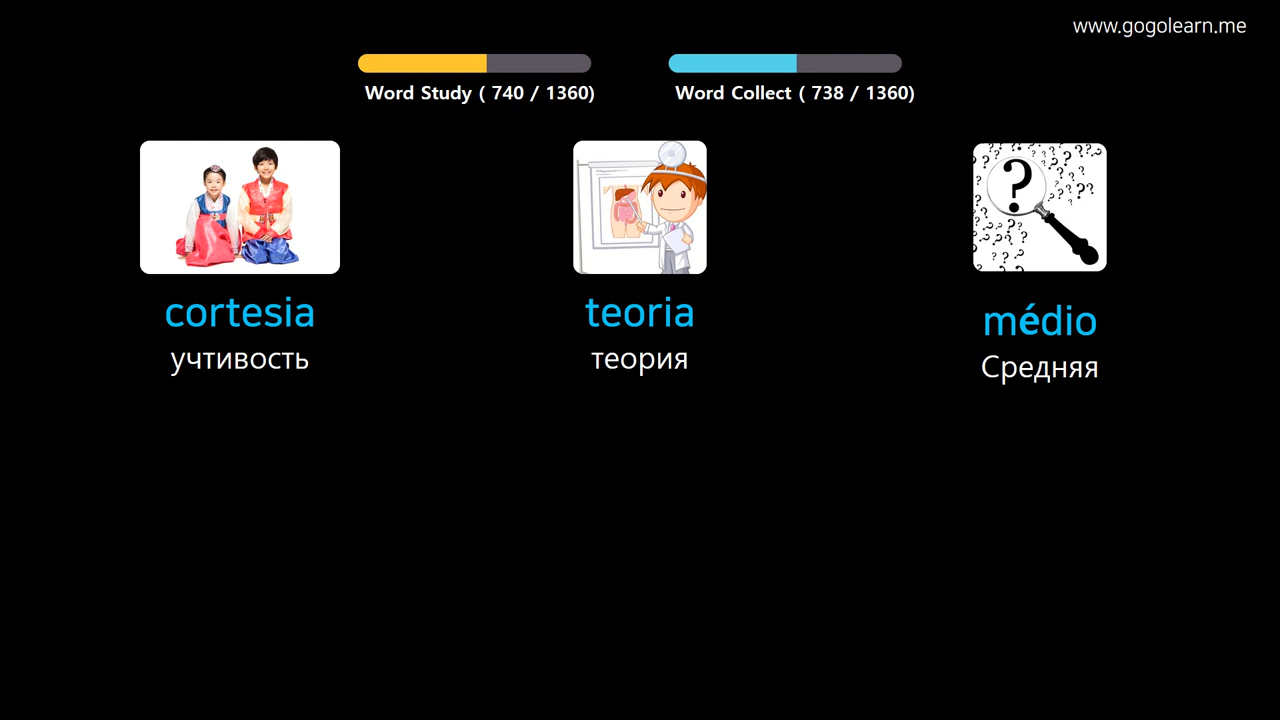 www.gogolearn.me
Word Study ( 740 / 1360)
Word Collect ( 738 / 1360)
cortesia
учтивость
teoria
теория
médio
Средняя